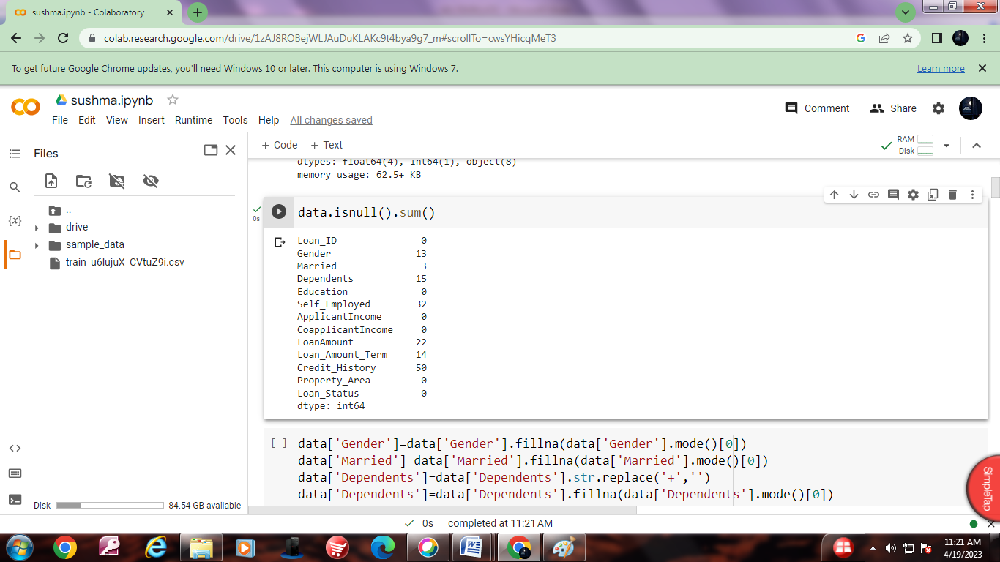 sushma.ipynb - Colaboratory
colab.research.google.com/drive/1zAJ8ROBejWLJAuDuKLAKc9t4bya9g7_m#scrollTo=cwsYHicqMeT3
To get future Google Chrome updates, you'll need Windows 10 or later. This computer is using Windows 7.
Learn more
sushma.ipynb
Comment
Share
File Edit View Insert Runtime Tools Help All changes saved
Files
+ Code + Text
RAM
Disk
dtypes: float64(4), int64(1), object(8)
memory usage: 62.5+ KB
..
drive
sample_data
train_u6lujuX_CVtuZ9i.csv
{x}
0s
data.isnull().sum()
Loan_ID 0
Gender 13
Married 3
Dependents 15
Education 0
Self_Employed 32
ApplicantIncome 0
CoapplicantIncome 0
LoanAmount 22
Loan_Amount_Term 14
Credit_History 50
Property_Area 0
Loan_Status 0
dtype: int64
[ ] data['Gender']=data['Gender'].fillna(data['Gender'].mode()[0])
data['Married']=data['Married'].fillna(data['Married'].mode()[0])
data['Dependents']=data['Dependents'].str.replace('+','')
data['Dependents']=data['Dependents'].fillna(data['Dependents'].mode()[0])
SimpleTap
Disk 84.54 GB available
0s completed at 11:21 AM
11:21 AM
4/19/2023